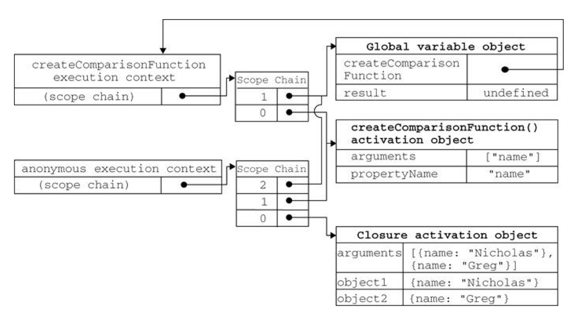 Global variable object
createComparison
Function
result undefined
createComparisonFunction
execution context
(scope chain)
Scope Chain
1
0
createComparisonFunction()
activation object
arguments ["name"]
propertyName "name"
anonymous execution context
(scope chain)
Scope Chain
2
1
0
Closure activation object
arguments [{name: "Nicholas"},
{name: "Greg"}]
object1 {name: "Nicholas"}
object2 {name: "Greg"}